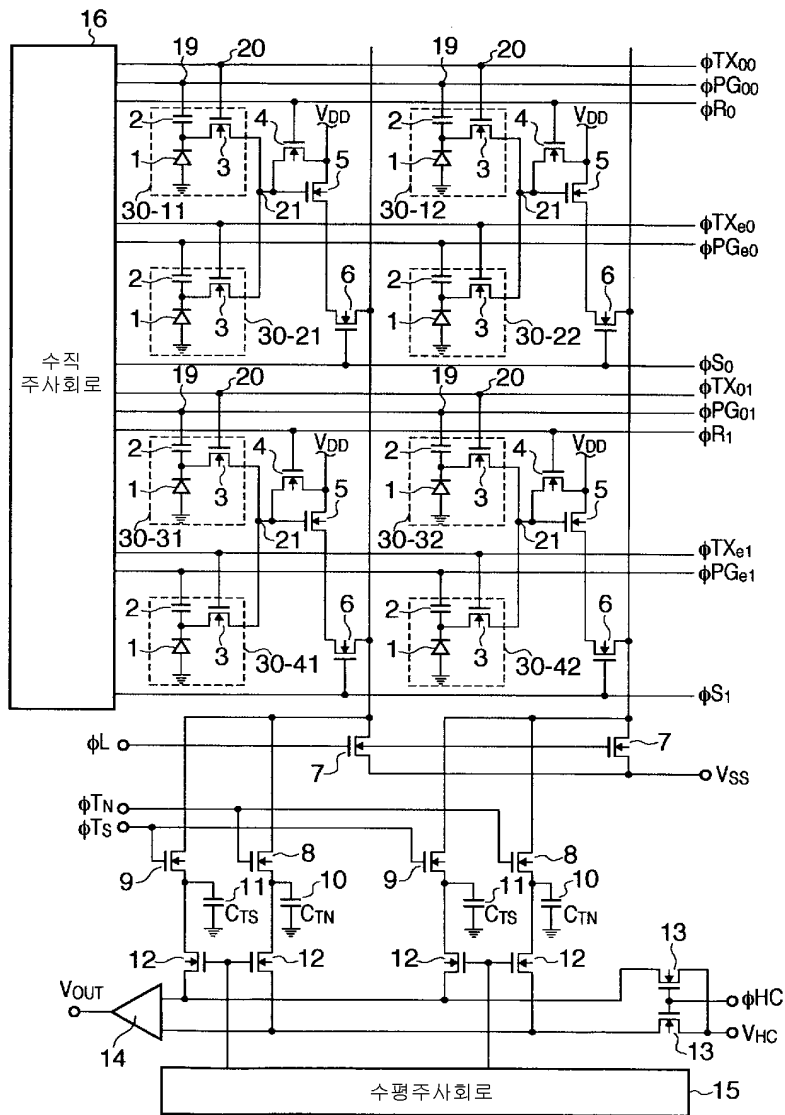 16
19 20 19 20 φTX00
φPG00
φR0
2 4 VDD 2 4 VDD
1 3 5 1 3 5
30-11 21 30-12 21
φTXe0
φPGe0
2 6 2 6
1 3 30-21 1 3 30-22
수직
주사회로
φS0
19 20 19 20 φTX01
φPG01
φR1
2 4 VDD 2 4 VDD
1 3 5 1 3 5
30-31 21 30-32 21
φTXe1
φPGe1
2 6 2 6
1 3 30-41 1 3 30-42
φS1
φL 7 7
VSS
φTN
φTS
9 8 9 8
11 10 11 10
CTS CTN CTS CTN
12 12 12 12 13
VOUT φHC
14 VHC
13
수평주사회로 15